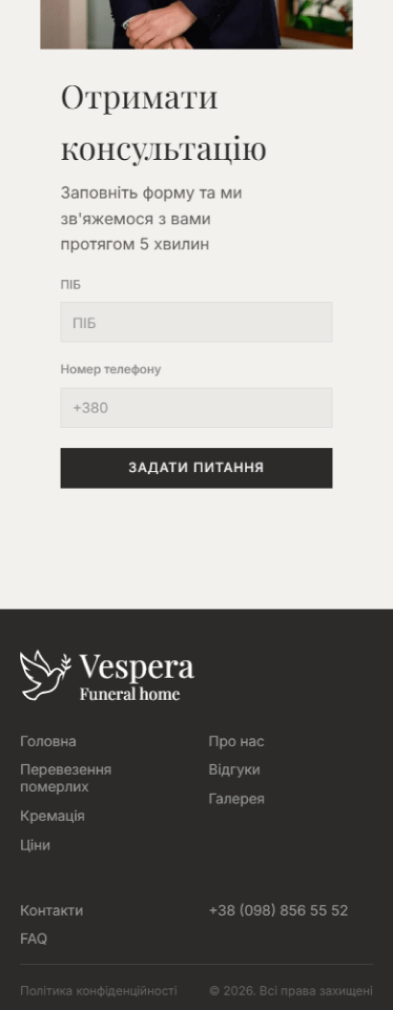 Отримати
консультацію
Заповніть форму та ми
зв'яжемося з вами
протягом 5 хвилин
ПІБ
ПІБ
Номер телефону
+380
ЗАДАТИ ПИТАННЯ
Vespera
Funeral home
Головна
Про нас
Перевезення
померлих
Відгуки
Кремація
Галерея
Ціни
Контакти
+38 (098) 856 55 52
FAQ
Політика конфіденційності
© 2026. Всі права захищені